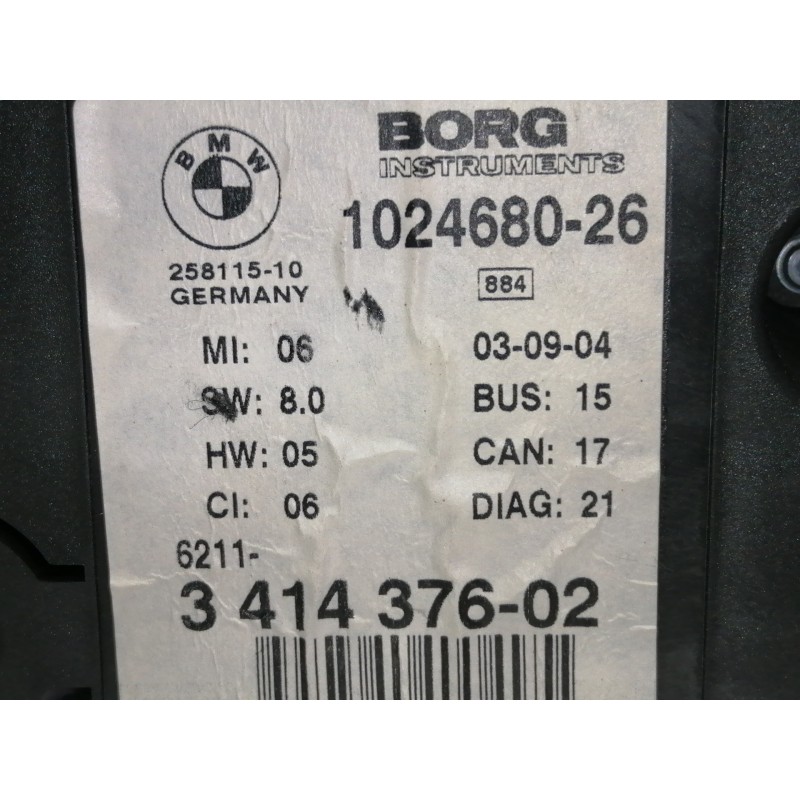 BMW
BORG
INSTRUMENTS
1024680-26
258115-10
GERMANY
884
MI: 06
03-09-04
SW: 8.0
BUS: 15
HW: 05
CAN: 17
CI: 06
DIAG: 21
6211-
3 414 376-02